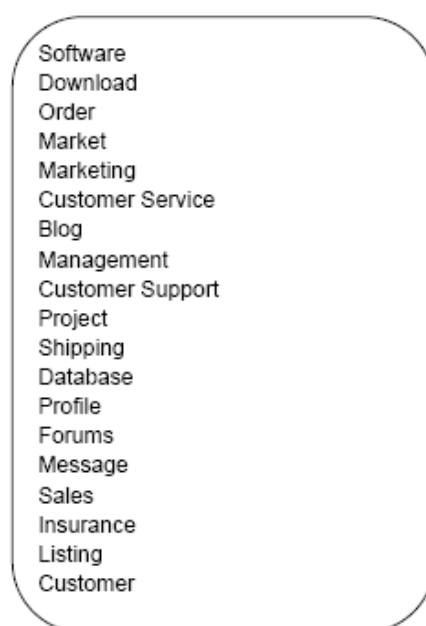 Software
Download
Order
Market
Marketing
Customer Service
Blog
Management
Customer Support
Project
Shipping
Database
Profile
Forums
Message
Sales
Insurance
Listing
Customer